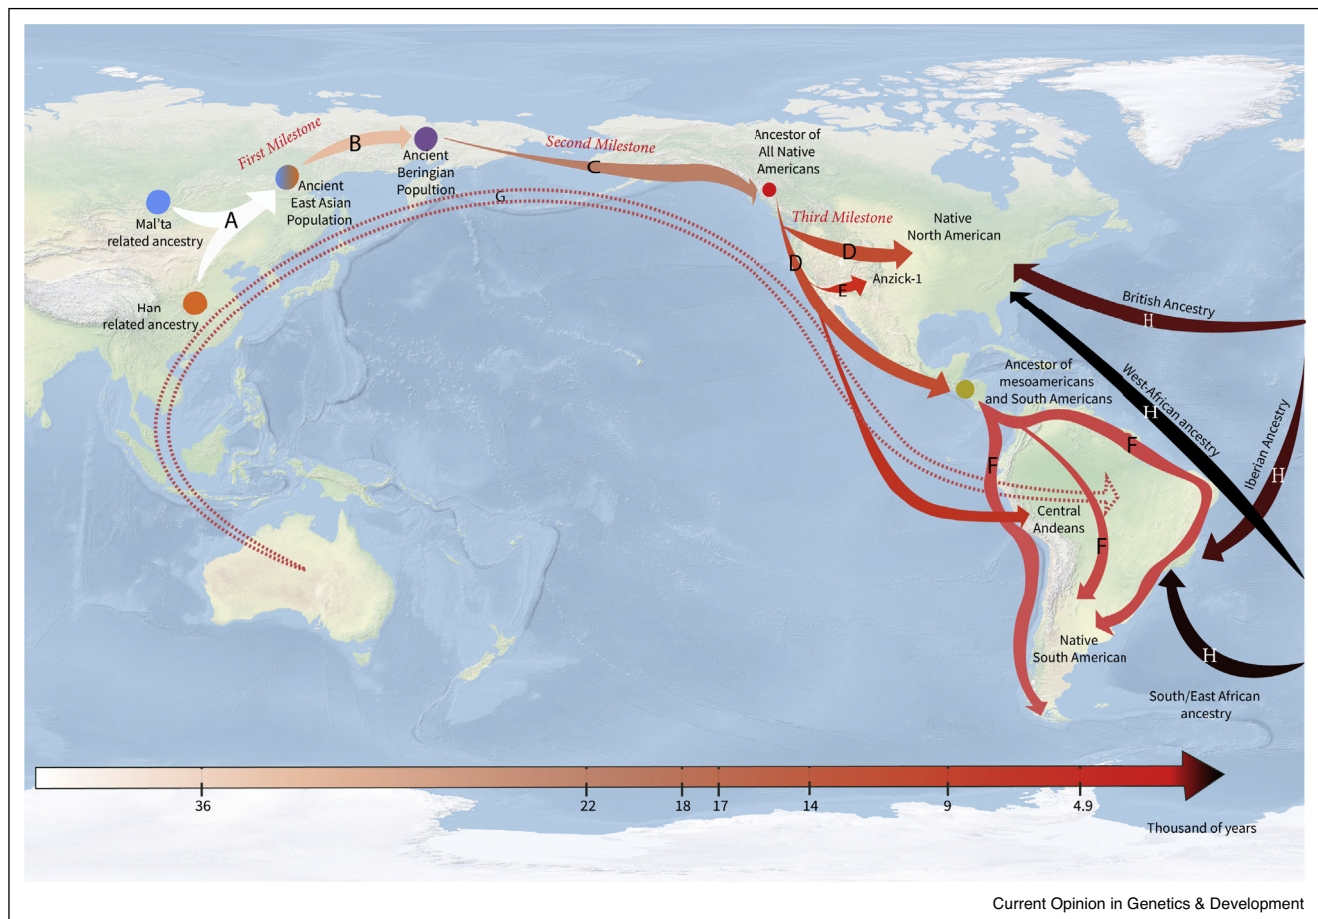 First Milestone
B
Ancient
Beringian
Popultion
Second Milestone
C
Ancestor of
All Native
Americans
Mal'ta
related ancestry
A
Ancient
East Asian
Population
G
Third Milestone
Native
North American
D
D
E
Anzick-1
Han
related ancestry
British Ancestry
H
West-African ancestry
H
Iberian Ancestry
H
Ancestor of
mesoamericans
and South Americans
F
F
F
Central
Andeans
Native
South American
H
South/East African
ancestry
36
22
18
17
14
9
4.9
Thousand of years
Current Opinion in Genetics & Development